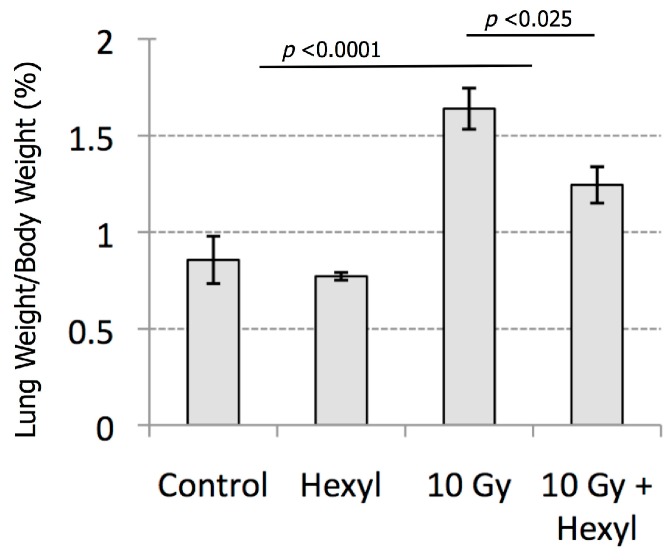 p <0.025
p <0.0001
Lung Weight/Body Weight (%)
2
1.5
1
0.5
0
Control
Hexyl
10 Gy
10 Gy +
Hexyl